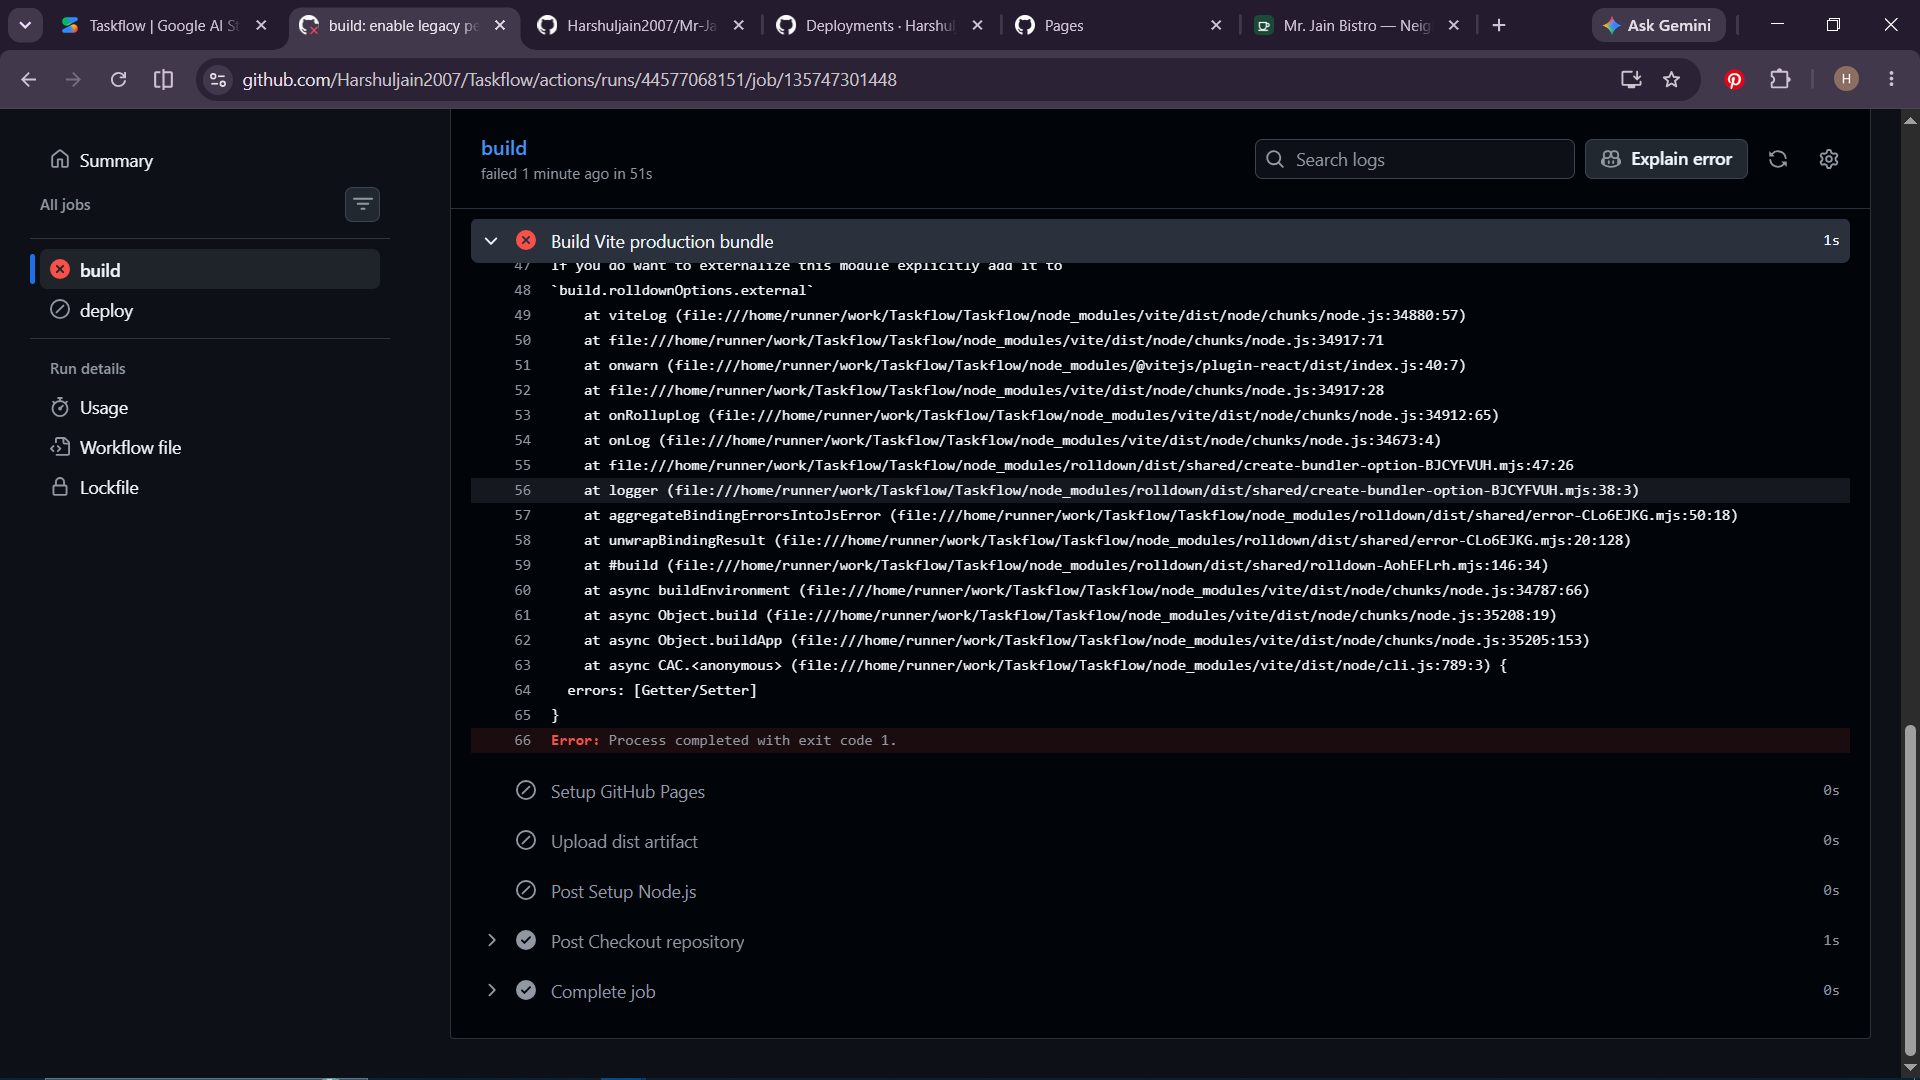 Taskflow | Google AI St
build: enable legacy pe
Harshuljain2007/Mr-Ja
Deployments · Harshul
Pages
Mr. Jain Bistro — Neig
Ask Gemini
github.com/Harshuljain2007/Taskflow/actions/runs/44577068151/job/135747301448
H
Summary
All jobs
build
deploy
Run details
Usage
Workflow file
Lockfile
build
failed 1 minute ago in 51s
Search logs
Explain error
Build Vite production bundle
1s
47 If you do want to externalize this module explicitly add it to
48 `build.rolldownOptions.external`
49 at viteLog (file:///home/runner/work/Taskflow/Taskflow/node_modules/vite/dist/node/chunks/node.js:34880:57)
50 at file:///home/runner/work/Taskflow/Taskflow/node_modules/vite/dist/node/chunks/node.js:34917:71
51 at onwarn (file:///home/runner/work/Taskflow/Taskflow/node_modules/@vitejs/plugin-react/dist/index.js:40:7)
52 at file:///home/runner/work/Taskflow/Taskflow/node_modules/vite/dist/node/chunks/node.js:34917:28
53 at onRollupLog (file:///home/runner/work/Taskflow/Taskflow/node_modules/vite/dist/node/chunks/node.js:34912:65)
54 at onLog (file:///home/runner/work/Taskflow/Taskflow/node_modules/vite/dist/node/chunks/node.js:34673:4)
55 at file:///home/runner/work/Taskflow/Taskflow/node_modules/rolldown/dist/shared/create-bundler-option-BJCYFVUH.mjs:47:26
56 at logger (file:///home/runner/work/Taskflow/Taskflow/node_modules/rolldown/dist/shared/create-bundler-option-BJCYFVUH.mjs:38:3)
57 at aggregateBindingErrorsIntoJsError (file:///home/runner/work/Taskflow/Taskflow/node_modules/rolldown/dist/shared/error-CLo6EJKG.mjs:50:18)
58 at unwrapBindingResult (file:///home/runner/work/Taskflow/Taskflow/node_modules/rolldown/dist/shared/error-CLo6EJKG.mjs:20:128)
59 at #build (file:///home/runner/work/Taskflow/Taskflow/node_modules/rolldown/dist/shared/rolldown-AohEFLrh.mjs:146:34)
60 at async buildEnvironment (file:///home/runner/work/Taskflow/Taskflow/node_modules/vite/dist/node/chunks/node.js:34787:66)
61 at async Object.build (file:///home/runner/work/Taskflow/Taskflow/node_modules/vite/dist/node/chunks/node.js:35208:19)
62 at async Object.buildApp (file:///home/runner/work/Taskflow/Taskflow/node_modules/vite/dist/node/chunks/node.js:35205:153)
63 at async CAC.<anonymous> (file:///home/runner/work/Taskflow/Taskflow/node_modules/vite/dist/node/cli.js:789:3) {
64 errors: [Getter/Setter]
65 }
66 Error: Process completed with exit code 1.
Setup GitHub Pages
0s
Upload dist artifact
0s
Post Setup Node.js
0s
Post Checkout repository
1s
Complete job
0s